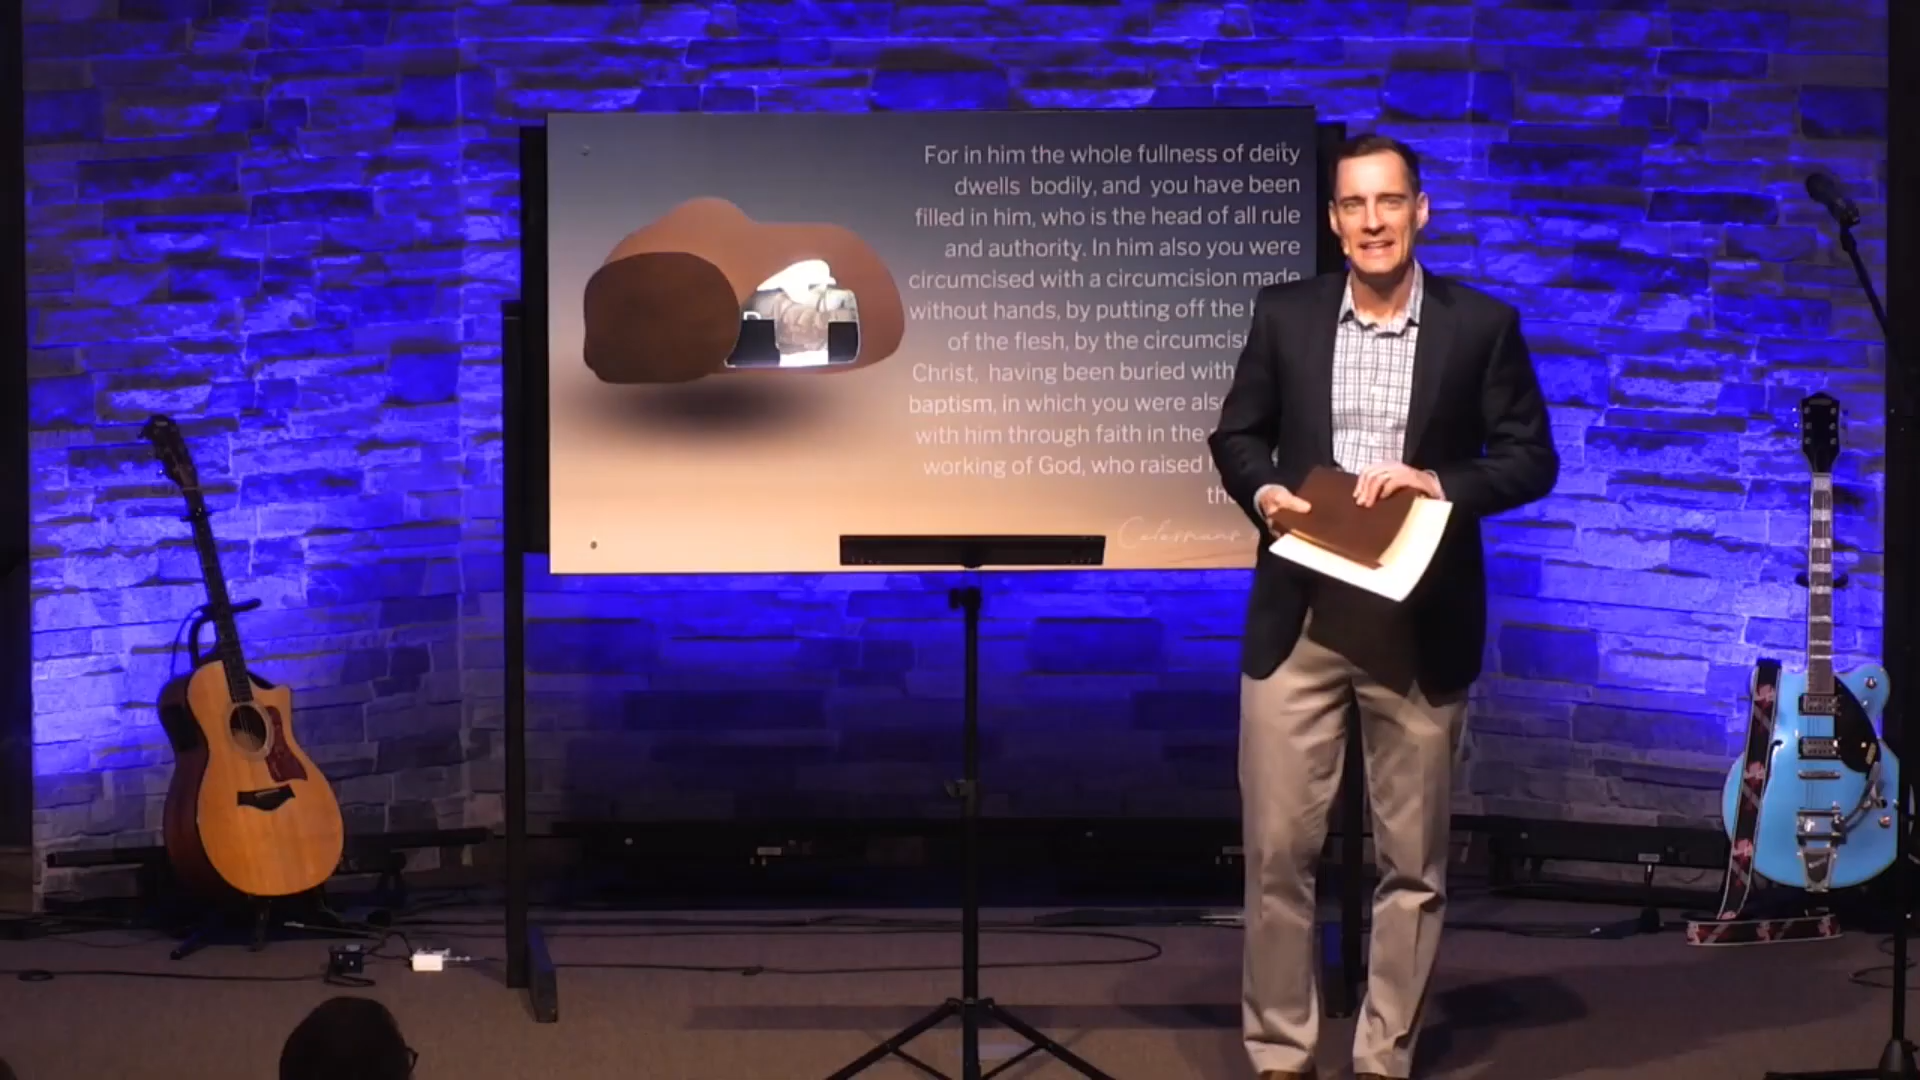 For in him the whole fullness of deity
dwells bodily, and you have been
filled in him, who is the head of all rule
and authority. In him also you were
circumcised with a circumcision made
without hands, by putting off the
of the flesh, by the
Christ, having been buried with
baptism, in which you were
with him through faith in the
working of God, who raised
Colossians